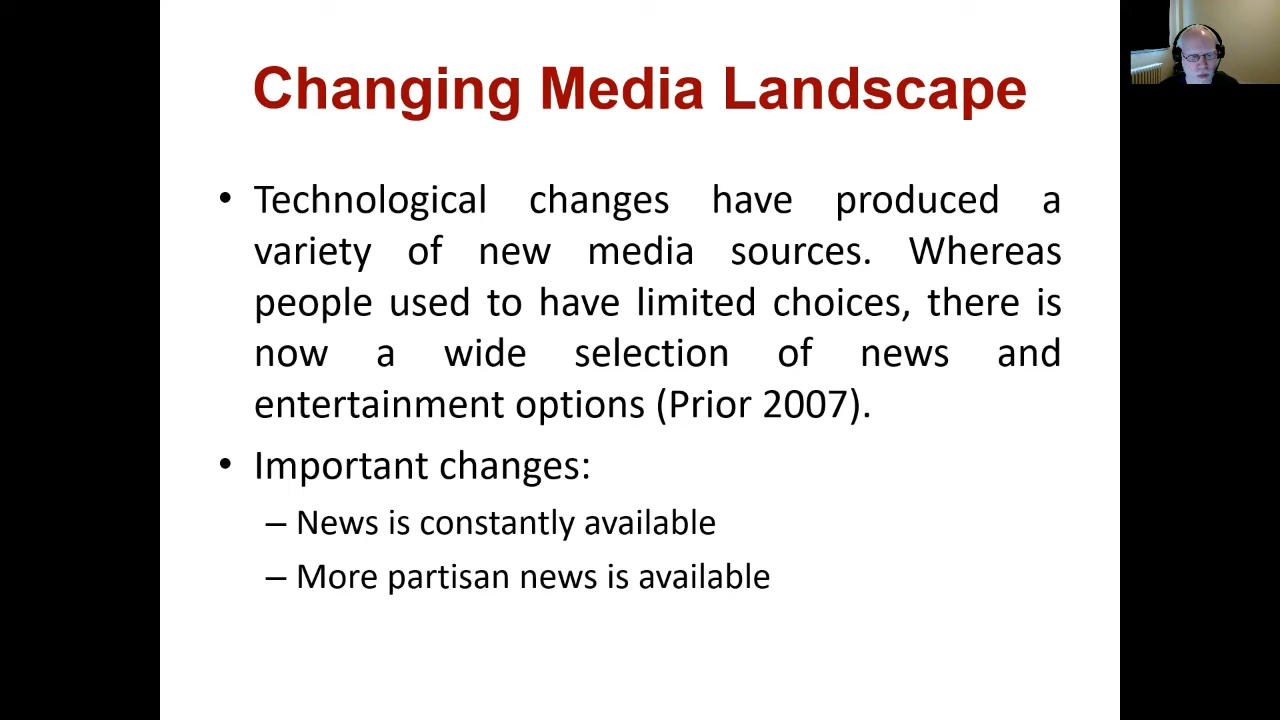 Changing Media Landscape
• Technological changes have produced a
variety of new media sources. Whereas
people used to have limited choices, there is
now a wide selection of news and
entertainment options (Prior 2007).
• Important changes:
– News is constantly available
– More partisan news is available